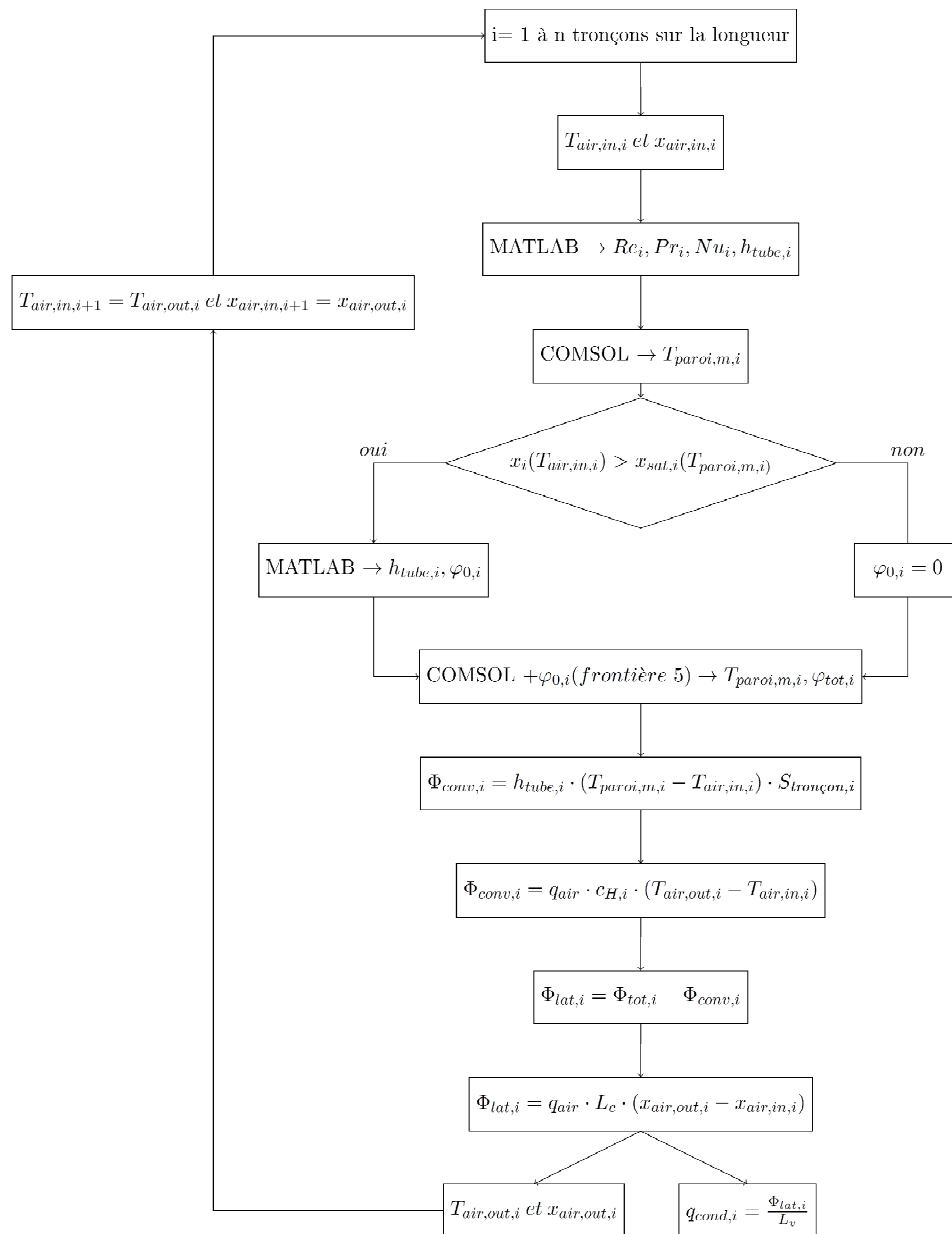 i= 1 à n tronçons sur la longueur
T_{air,in,i} et x_{air,in,i}
MATLAB → Re_i, Pr_i, Nu_i, h_{tube,i}
T_{air,in,i+1} = T_{air,out,i} et x_{air,in,i+1} = x_{air,out,i}
COMSOL → T_{paroi,m,i}
oui
x_i(T_{air,in,i}) > x_{sat,i}(T_{paroi,m,i})
non
MATLAB → h_{tube,i}, φ_{0,i}
φ_{0,i} = 0
COMSOL +φ_{0,i}(frontière 5) → T_{paroi,m,i}, φ_{tot,i}
Φ_{conv,i} = h_{tube,i} · (T_{paroi,m,i} − T_{air,in,i}) · S_{tronçon,i}
Φ_{conv,i} = q_{air} · c_{H,i} · (T_{air,out,i} − T_{air,in,i})
Φ_{lat,i} = Φ_{tot,i} Φ_{conv,i}
Φ_{lat,i} = q_{air} · L_c · (x_{air,out,i} − x_{air,in,i})
T_{air,out,i} et x_{air,out,i}
q_{cond,i} = \frac{Φ_{lat,i}}{L_v}